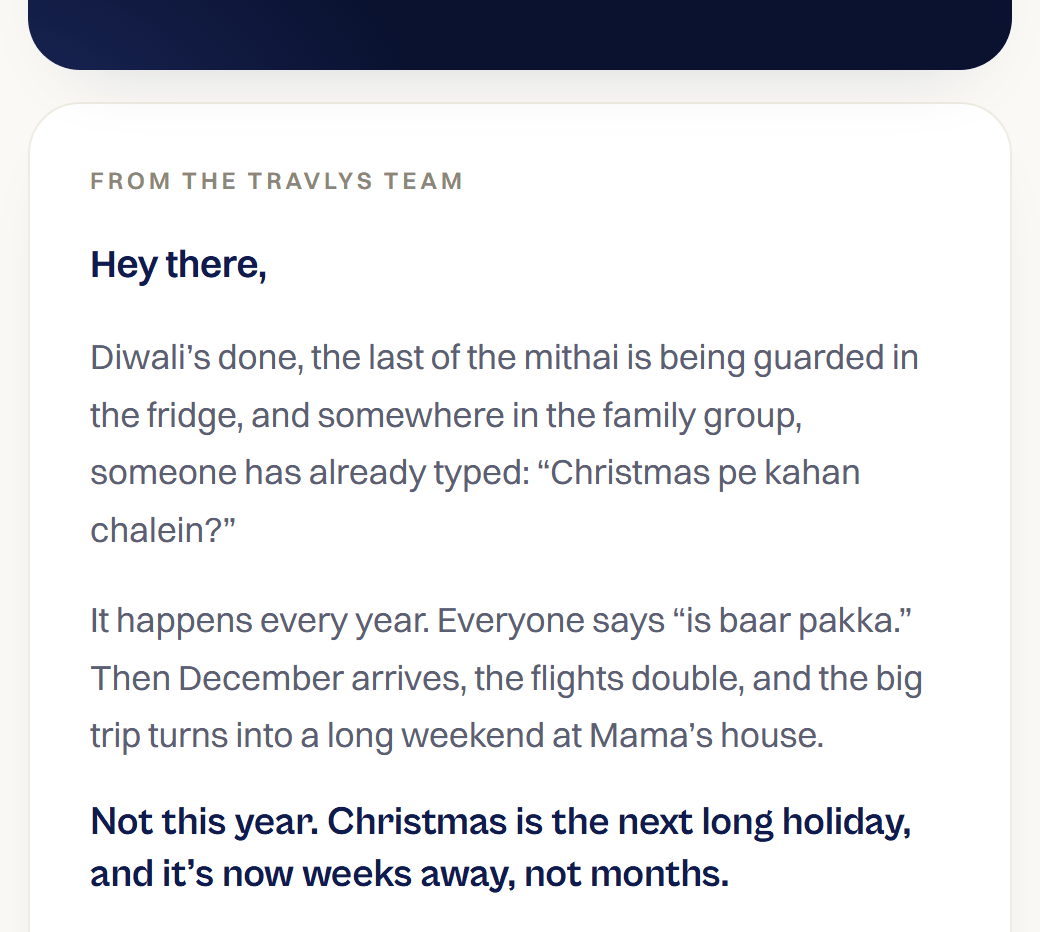 FROM THE TRAVLYS TEAM
Hey there,
Diwali’s done, the last of the mithai is being guarded in
the fridge, and somewhere in the family group,
someone has already typed: “Christmas pe kahan
chalein?”
It happens every year. Everyone says “is baar pakka.”
Then December arrives, the flights double, and the big
trip turns into a long weekend at Mama’s house.
Not this year. Christmas is the next long holiday,
and it’s now weeks away, not months.